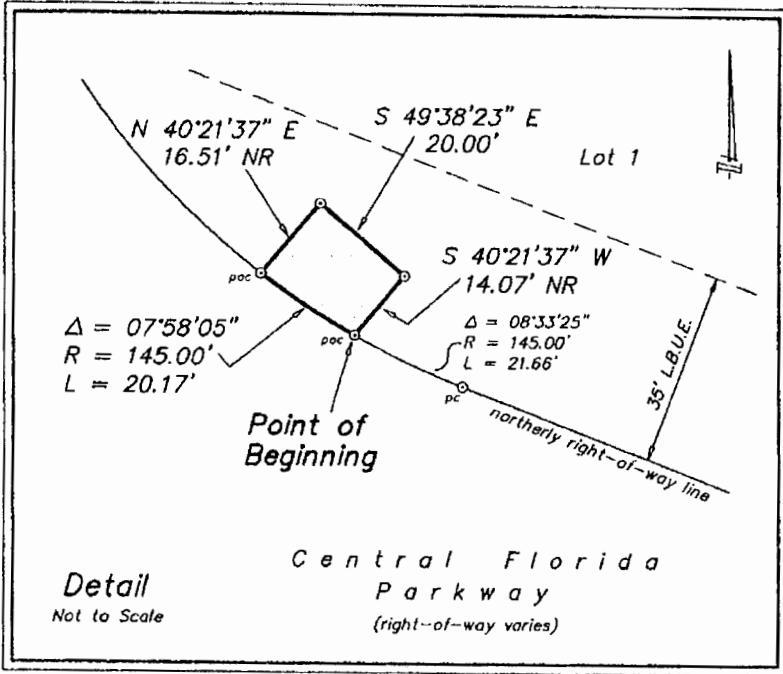 N 40°21'37" E
16.51' NR
S 49°38'23" E
20.00'
Lot 1
N
poc
S 40°21'37" W
14.07' NR
Δ = 07°58'05"
R = 145.00'
L = 20.17'
poc
Δ = 08°33'25"
R = 145.00'
L = 21.66'
pc
35' L.B.U.E.
northerly right-of-way line
Point of
Beginning
Central Florida
Parkway
(right-of-way varies)
Detail
Not to Scale